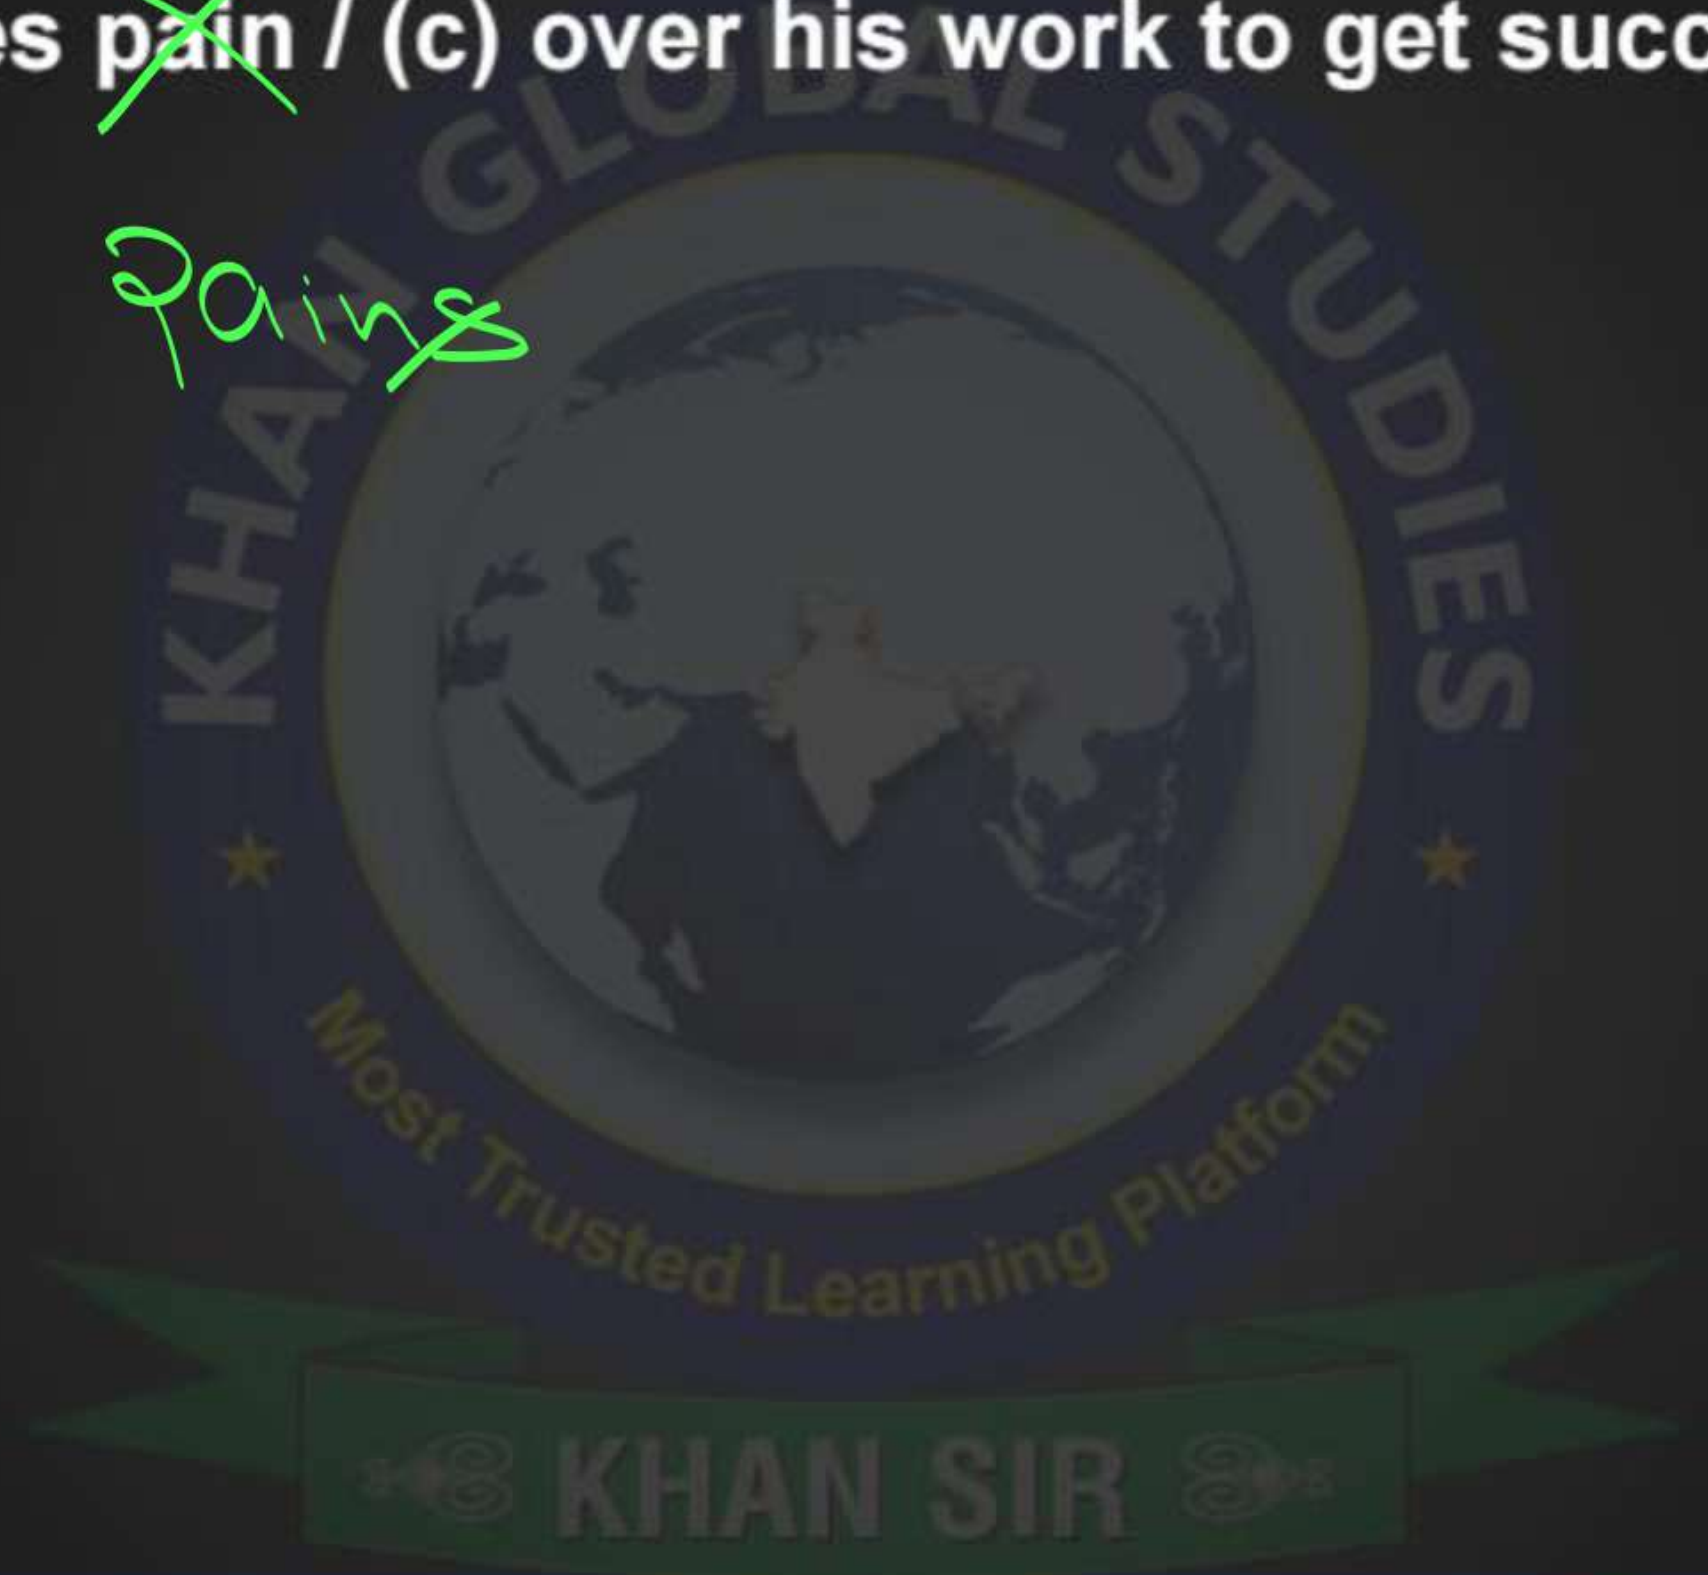 es pain / (c) over his work to get succ
Pains
KHAN GLOBAL STUDIES
Most Trusted Learning Platform
KHAN SIR